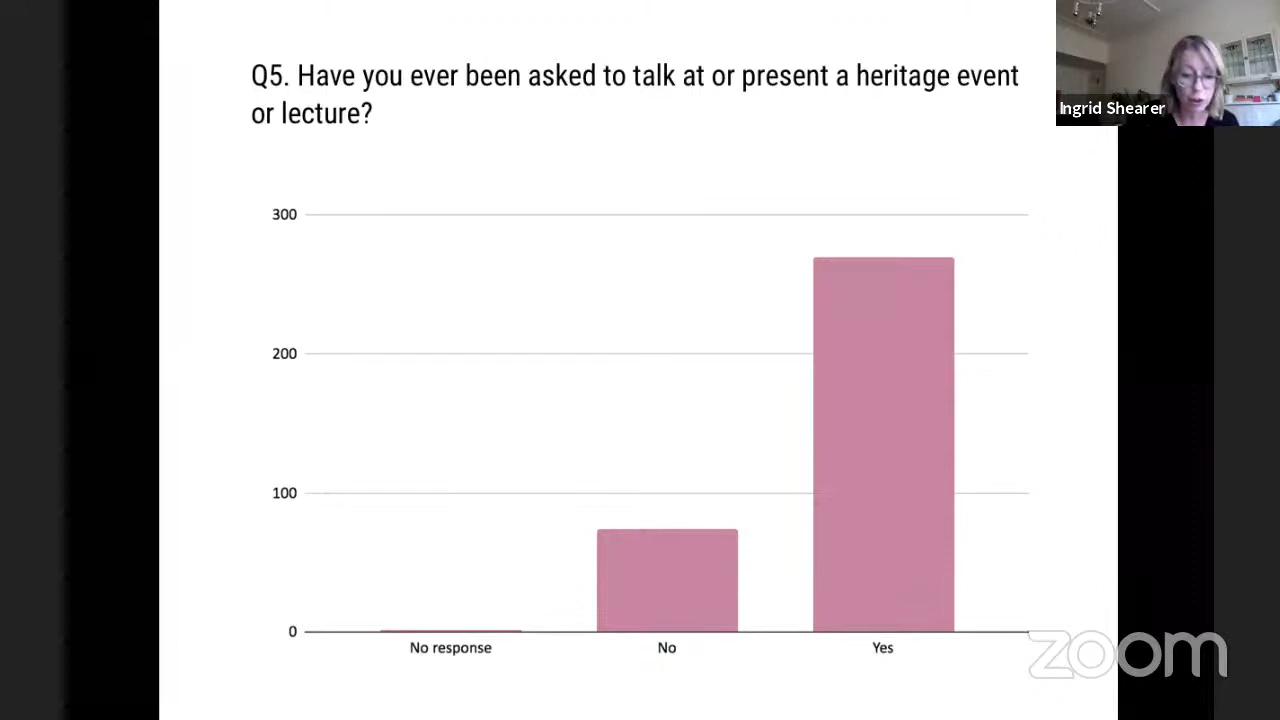 Q5. Have you ever been asked to talk at or present a heritage event
or lecture?
Ingrid Shearer
300
200
100
0
No response
No
Yes
zoom